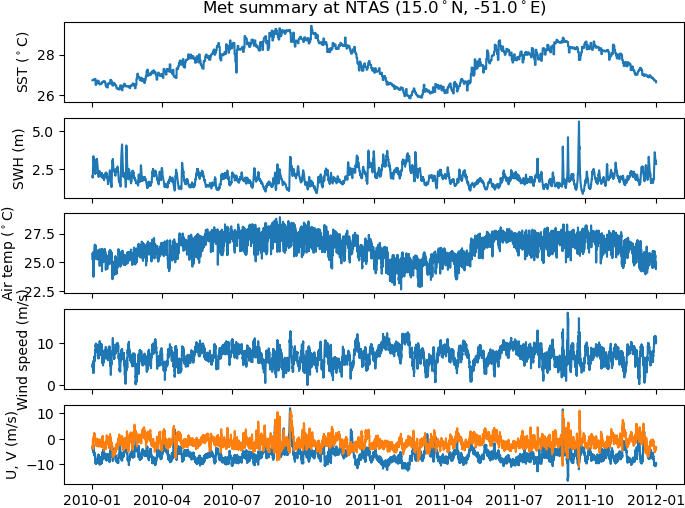 Met summary at NTAS (15.0°N, -51.0°E)
SST (°C)
28
26
SWH (m)
5.0
2.5
Air temp (°C)
27.5
25.0
22.5
Wind speed (m/s)
10
0
U, V (m/s)
10
0
−10
2010-01 2010-04 2010-07 2010-10 2011-01 2011-04 2011-07 2011-10 2012-01